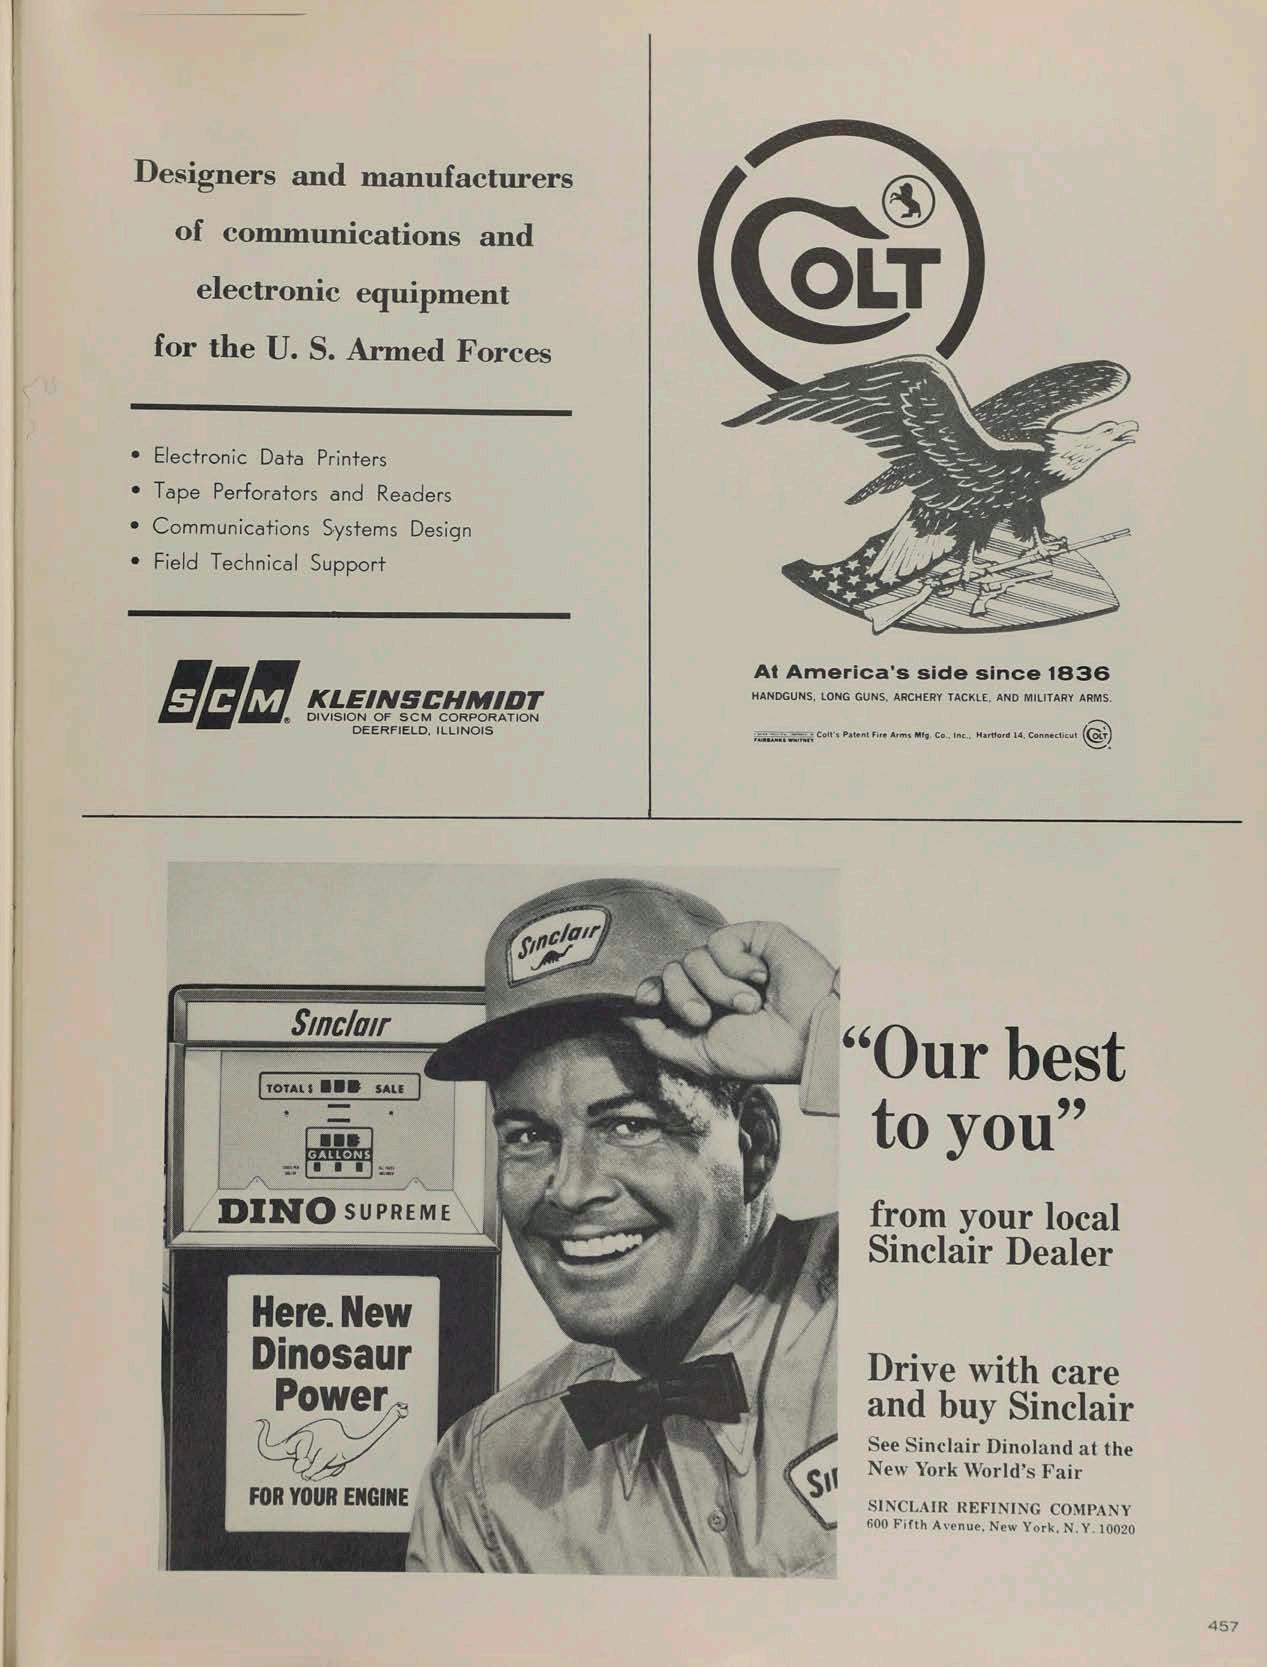 Designers and manufacturers
of communications and
electronic equipment
for the U. S. Armed Forces
• Electronic Data Printers
• Tape Perforators and Readers
• Communications Systems Design
• Field Technical Support
SCM®
KLEINSCHMIDT
DIVISION OF SCM CORPORATION
DEERFIELD, ILLINOIS
COLT
At America's side since 1836
HANDGUNS, LONG GUNS, ARCHERY TACKLE, AND MILITARY ARMS.
FAIRBANKS WHITNEY
Colt's Patent Fire Arms Mfg. Co., Inc., Hartford 14, Connecticut
COLT
Sinclair
Sinclair
TOTAL $ SALE
GALLONS
DINO SUPREME
Here. New
Dinosaur
Power
FOR YOUR ENGINE
"Our best
to you"
from your local
Sinclair Dealer
Drive with care
and buy Sinclair
See Sinclair Dinoland at the
New York World's Fair
SINCLAIR REFINING COMPANY
600 Fifth Avenue, New York, N.Y. 10020
457